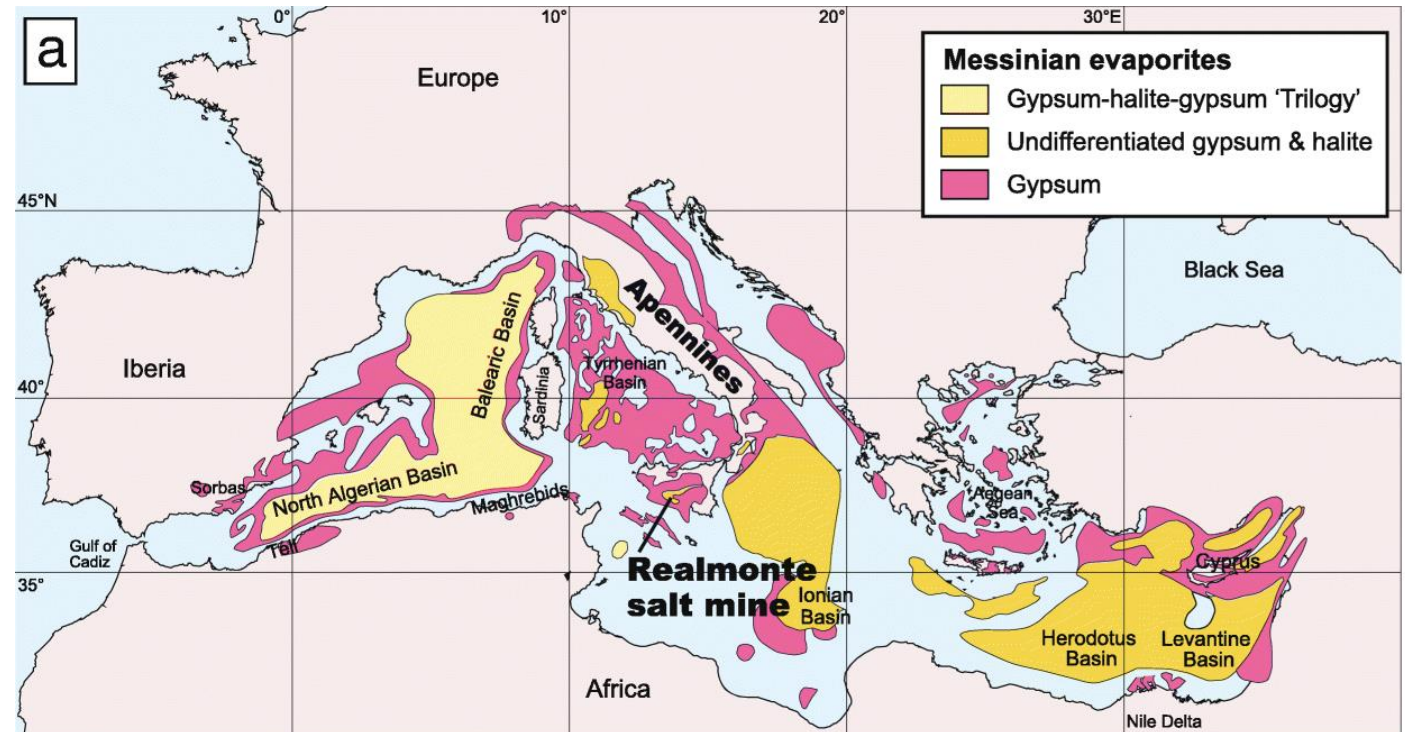 a
0°
10°
20°
30°E
Messinian evaporites
Gypsum-halite-gypsum ‘Trilogy’
Undifferentiated gypsum & halite
Gypsum
Europe
45°N
Black Sea
Apennines
Iberia
Balearic Basin
Sardinia
Tyrrhenian
Basin
40°
Sorbas
North Algerian Basin
Maghrebids
Aegean
Sea
Gulf of
Cadiz
Tell
Cyprus
35°
Realmonte
salt mine
Ionian
Basin
Herodotus
Basin
Levantine
Basin
Africa
Nile Delta